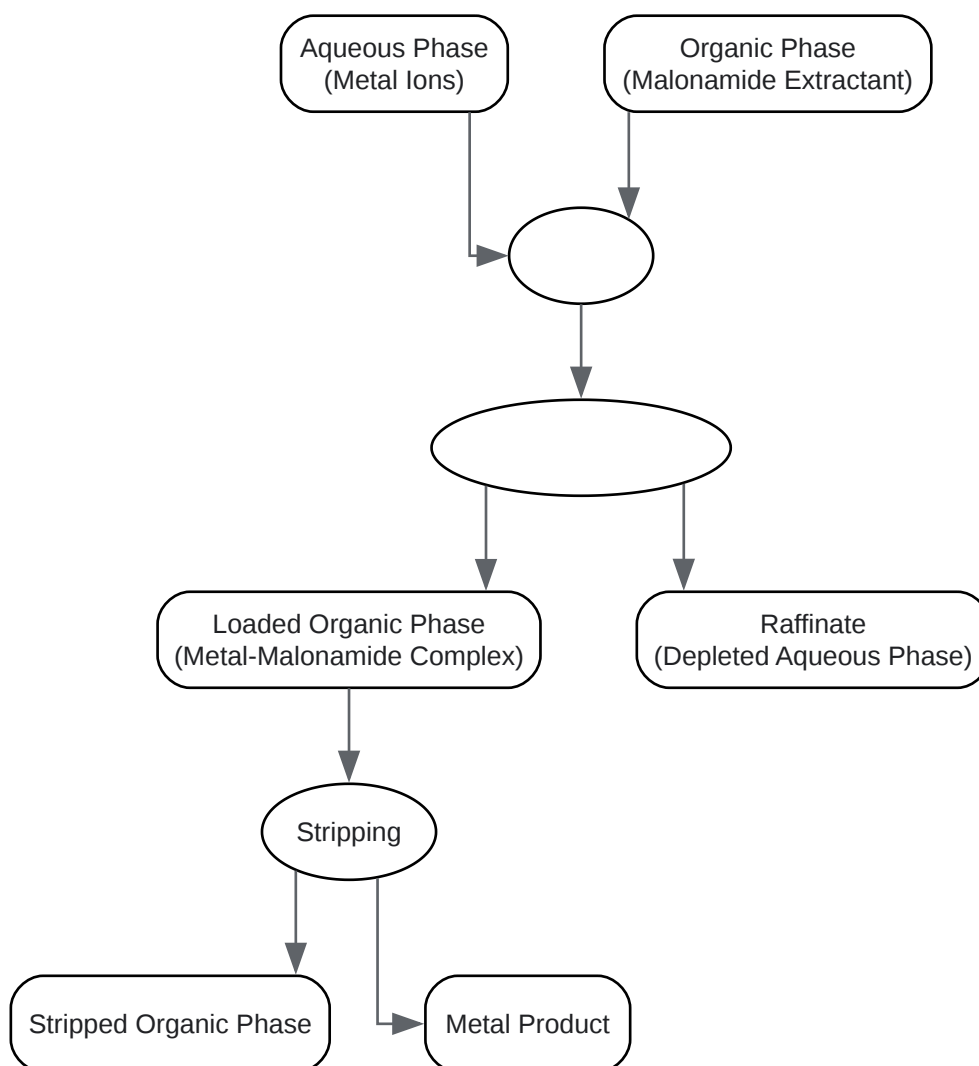 Aqueous Phase
(Metal Ions)
Organic Phase
(Malonamide Extractant)
Loaded Organic Phase
(Metal-Malonamide Complex)
Raffinate
(Depleted Aqueous Phase)
Stripping
Stripped Organic Phase
Metal Product